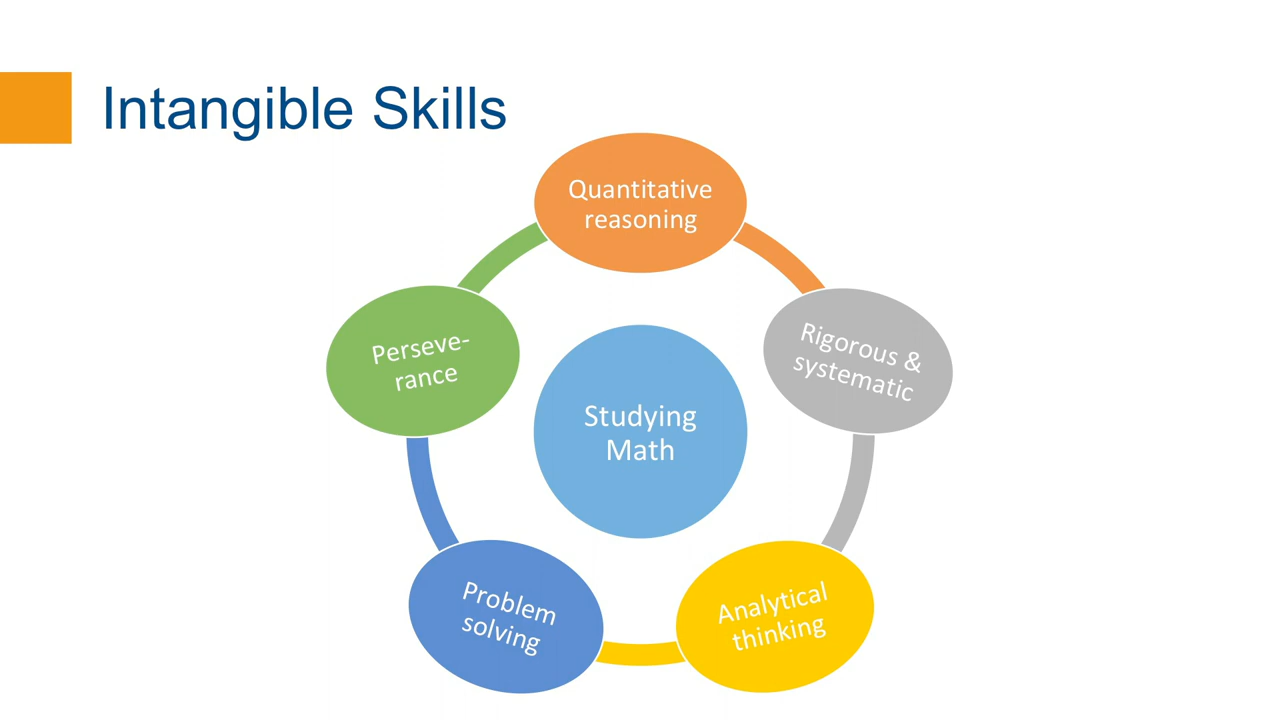 Intangible Skills
Quantitative
reasoning
Rigorous &
systematic
Analytical
thinking
Problem
solving
Perseve-
rance
Studying
Math